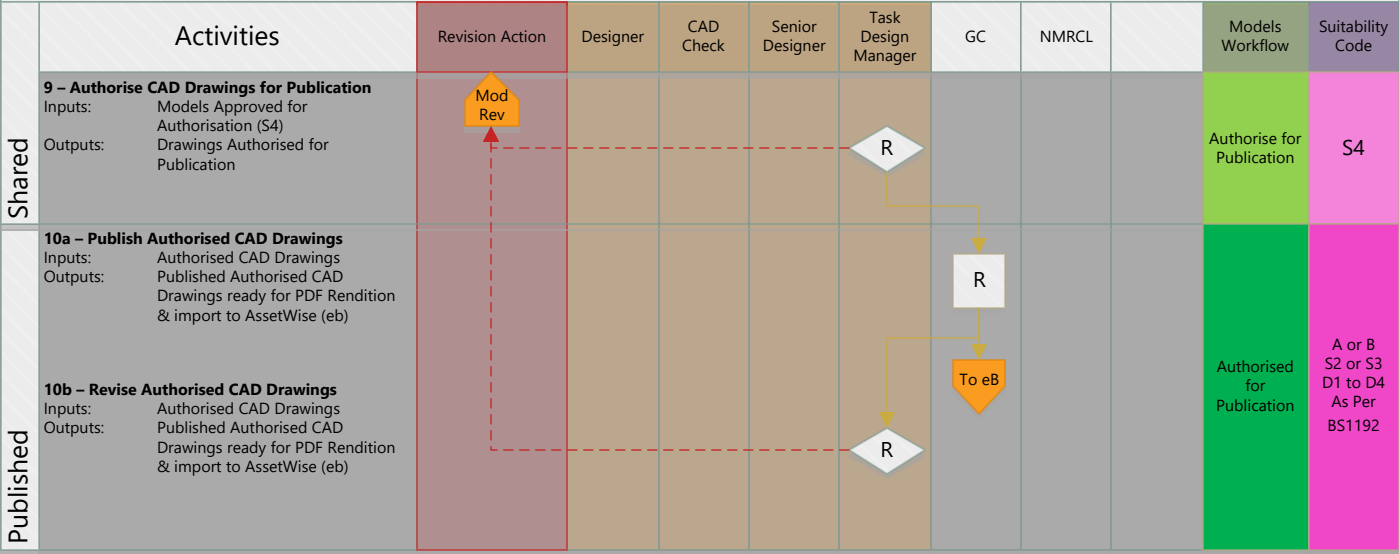 Activities
Revision Action
Designer
CAD
Check
Senior
Designer
Task
Design
Manager
GC
NMRCL
Models
Workflow
Suitability
Code
Shared
9 – Authorise CAD Drawings for Publication
Inputs: Models Approved for
Authorisation (S4)
Outputs: Drawings Authorised for
Publication
Mod
Rev
R
Authorise for
Publication
S4
Published
10a – Publish Authorised CAD Drawings
Inputs: Authorised CAD Drawings
Outputs: Published Authorised CAD
Drawings ready for PDF Rendition
& import to AssetWise (eb)
R
To eB
10b – Revise Authorised CAD Drawings
Inputs: Authorised CAD Drawings
Outputs: Published Authorised CAD
Drawings ready for PDF Rendition
& import to AssetWise (eb)
R
Authorised
for
Publication
A or B
S2 or S3
D1 to D4
As Per
BS1192